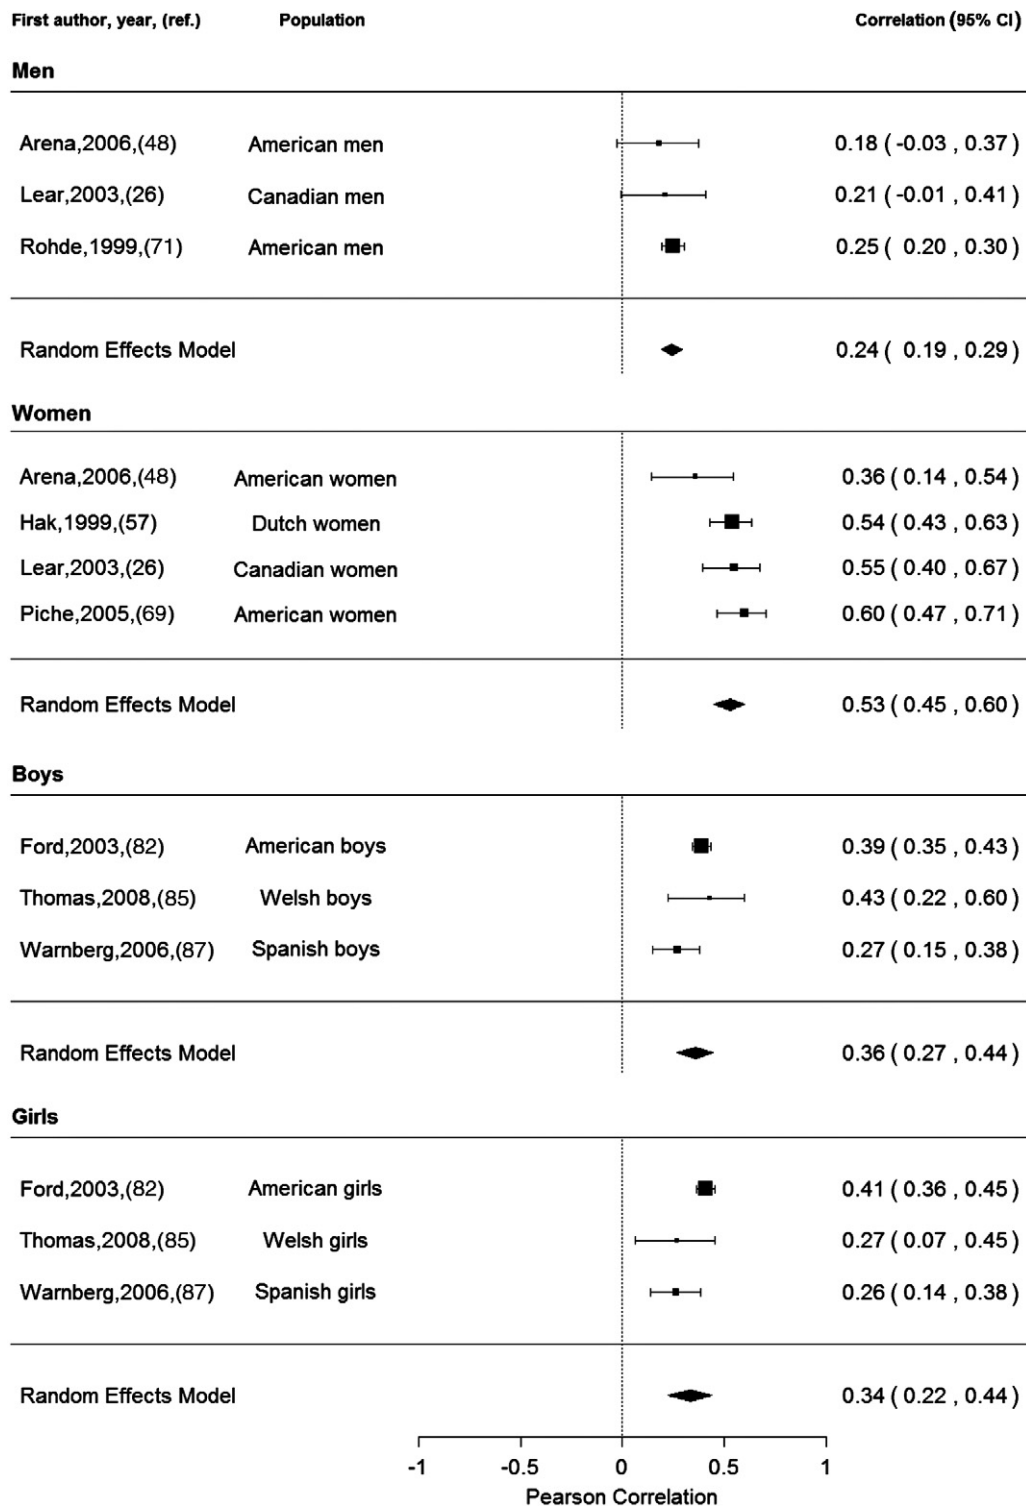 First author, year, (ref.) Population Correlation (95% CI)
Men
Arena,2006,(48) American men 0.18 ( -0.03 , 0.37)
Lear,2003,(26) Canadian men 0.21 ( -0.01 , 0.41)
Rohde,1999,(71) American men 0.25 ( 0.20 , 0.30)
Random Effects Model 0.24 ( 0.19 , 0.29)
Women
Arena,2006,(48) American women 0.36 ( 0.14 , 0.54)
Hak,1999,(57) Dutch women 0.54 ( 0.43 , 0.63)
Lear,2003,(26) Canadian women 0.55 ( 0.40 , 0.67)
Piche,2005,(69) American women 0.60 ( 0.47 , 0.71)
Random Effects Model 0.53 ( 0.45 , 0.60)
Boys
Ford,2003,(82) American boys 0.39 ( 0.35 , 0.43)
Thomas,2008,(85) Welsh boys 0.43 ( 0.22 , 0.60)
Warnberg,2006,(87) Spanish boys 0.27 ( 0.15 , 0.38)
Random Effects Model 0.36 ( 0.27 , 0.44)
Girls
Ford,2003,(82) American girls 0.41 ( 0.36 , 0.45)
Thomas,2008,(85) Welsh girls 0.27 ( 0.07 , 0.45)
Warnberg,2006,(87) Spanish girls 0.26 ( 0.14 , 0.38)
Random Effects Model 0.34 ( 0.22 , 0.44)
-1 -0.5 0 0.5 1
Pearson Correlation